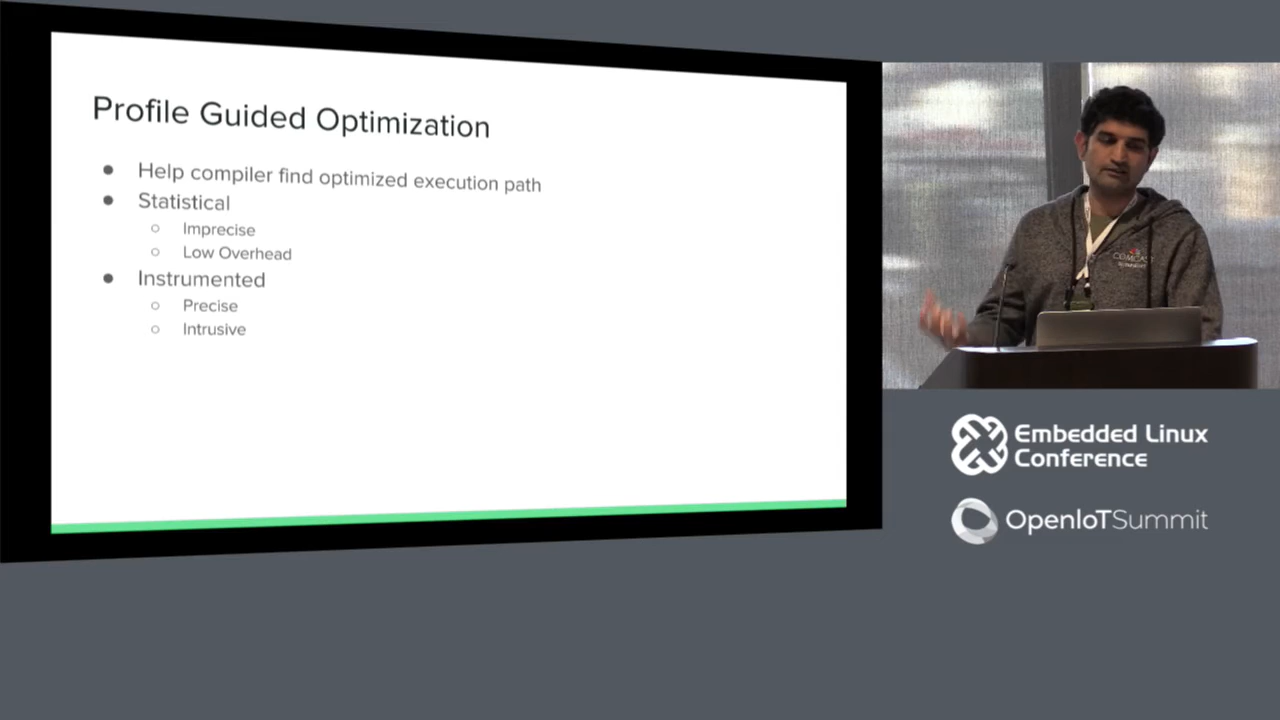 Profile Guided Optimization
Help compiler find optimized execution path
Statistical
Imprecise
Low Overhead
Instrumented
Precise
Intrusive
COMCAST
Embedded Linux
Conference
OpenIoTSummit